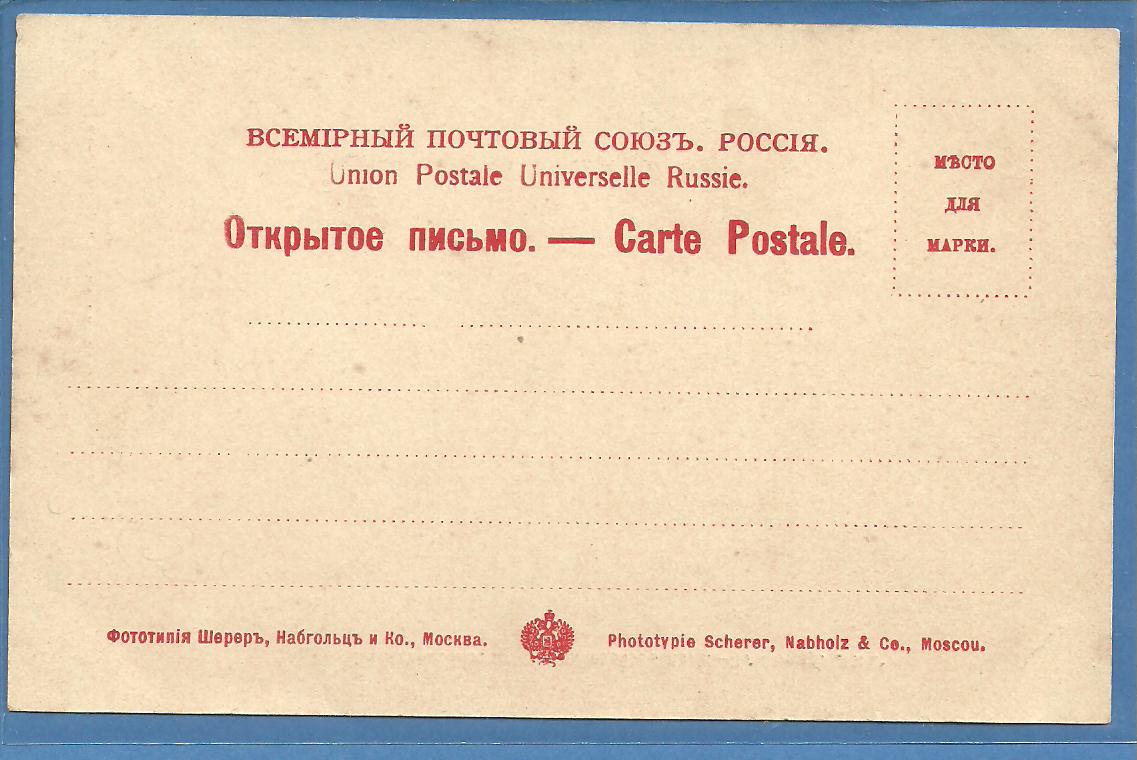 ВСЕМІРНЫЙ ПОЧТОВЫЙ СОЮЗЪ. РОССІЯ.
Union Postale Universelle Russie.
Открытое письмо. — Carte Postale.
МѢСТО
ДЛЯ
МАРКИ.
Фототипія Шереръ, Набгольцъ и Ко., Москва.
Phototypie Scherer, Nabholz & Co., Moscou.